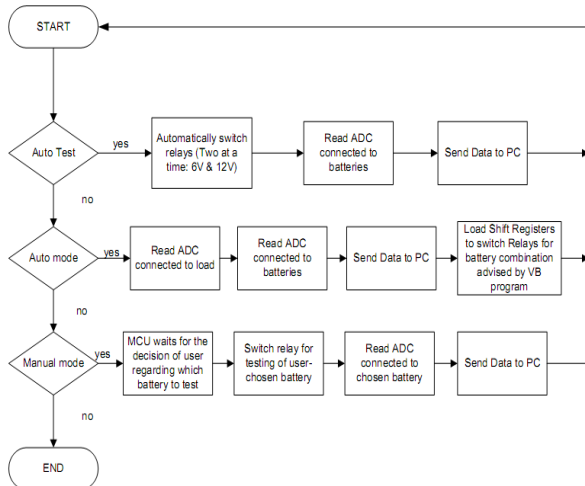 START
Auto Test
yes
Automatically switch
relays (Two at a
time: 6V & 12V)
Read ADC
connected to
batteries
Send Data to PC
no
Auto mode
yes
Read ADC
connected to load
Read ADC
connected to
batteries
Send Data to PC
Load Shift Registers
to switch Relays for
battery combination
advised by VB
program
no
Manual mode
yes
MCU waits for the
decision of user
regarding which
battery to test
Switch relay for
testing of user-
chosen battery
Read ADC
connected to
chosen battery
Send Data to PC
no
END